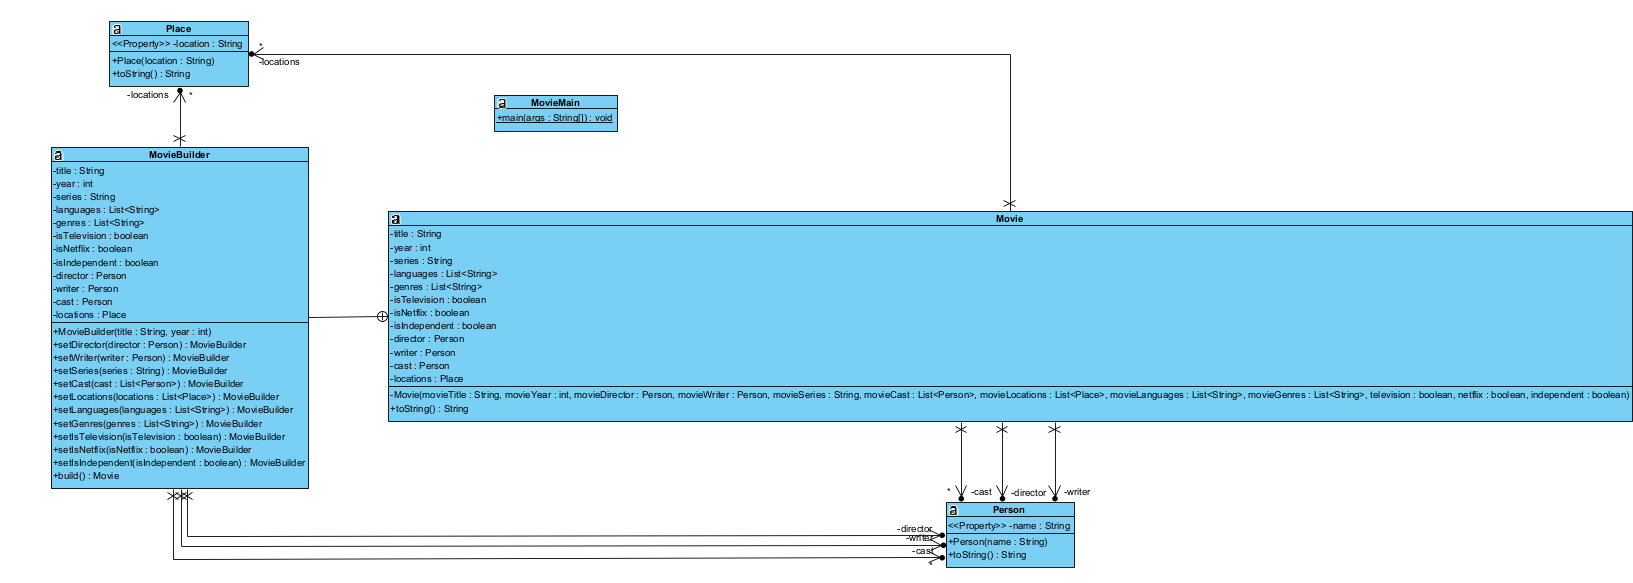 Place
<<Property>> -location : String
+Place(location : String)
+toString() : String
*
-locations
-locations
*
MovieMain
+main(args : String[]) : void
MovieBuilder
-title : String
-year : int
-series : String
-languages : List<String>
-genres : List<String>
-isTelevision : boolean
-isNetflix : boolean
-isIndependent : boolean
-director : Person
-writer : Person
-cast : Person
-locations : Place
+MovieBuilder(title : String, year : int)
+setDirector(director : Person) : MovieBuilder
+setWriter(writer : Person) : MovieBuilder
+setSeries(series : String) : MovieBuilder
+setCast(cast : List<Person>) : MovieBuilder
+setLocations(locations : List<Place>) : MovieBuilder
+setLanguages(languages : List<String>) : MovieBuilder
+setGenres(genres : List<String>) : MovieBuilder
+setIsTelevision(isTelevision : boolean) : MovieBuilder
+setIsNetflix(isNetflix : boolean) : MovieBuilder
+setIsIndependent(isIndependent : boolean) : MovieBuilder
+build() : Movie
Movie
-title : String
-year : int
-series : String
-languages : List<String>
-genres : List<String>
-isTelevision : boolean
-isNetflix : boolean
-isIndependent : boolean
-director : Person
-writer : Person
-cast : Person
-locations : Place
-Movie(movieTitle : String, movieYear : int, movieDirector : Person, movieWriter : Person, movieSeries : String, movieCast : List<Person>, movieLocations : List<Place>, movieLanguages : List<String>, movieGenres : List<String>, television : boolean, netflix : boolean, independent : boolean)
+toString() : String
*
-cast
-director
-writer
Person
<<Property>> -name : String
+Person(name : String)
+toString() : String
-director
-writer
-cast
*